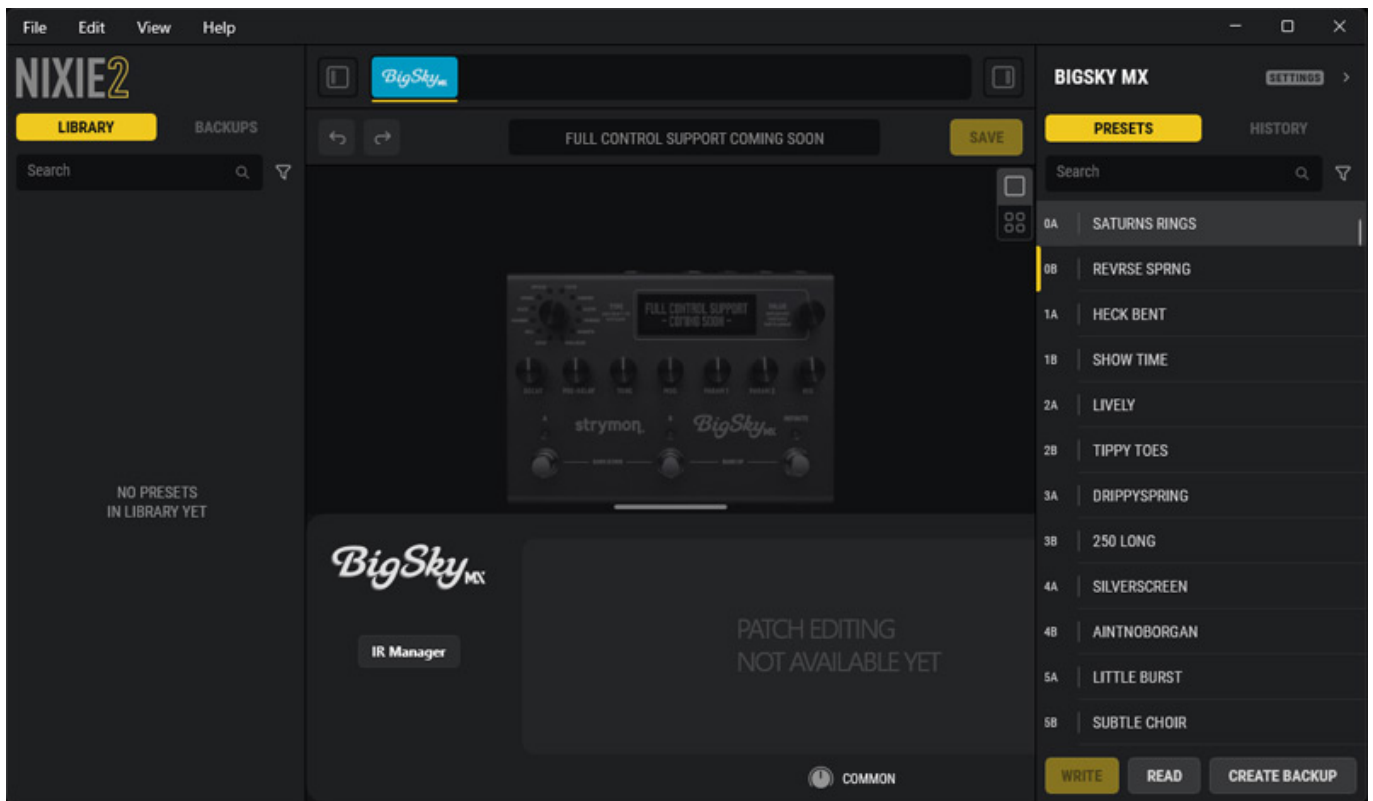 File Edit View Help
NIXIE2
LIBRARY BACKUPS
Search
NO PRESETS
IN LIBRARY YET
BigSky MX
FULL CONTROL SUPPORT COMING SOON
SAVE
FULL CONTROL SUPPORT
- COMING SOON -
strymon
BigSky MX
BigSky MX
IR Manager
PATCH EDITING
NOT AVAILABLE YET
COMMON
BIGSKY MX SETTINGS
PRESETS HISTORY
Search
0A SATURNS RINGS
0B REVRSE SPRNG
1A HECK BENT
1B SHOW TIME
2A LIVELY
2B TIPPY TOES
3A DRIPPYSPRING
3B 250 LONG
4A SILVERSCREEN
4B AINTNOBORGAN
5A LITTLE BURST
5B SUBTLE CHOIR
WRITE READ CREATE BACKUP